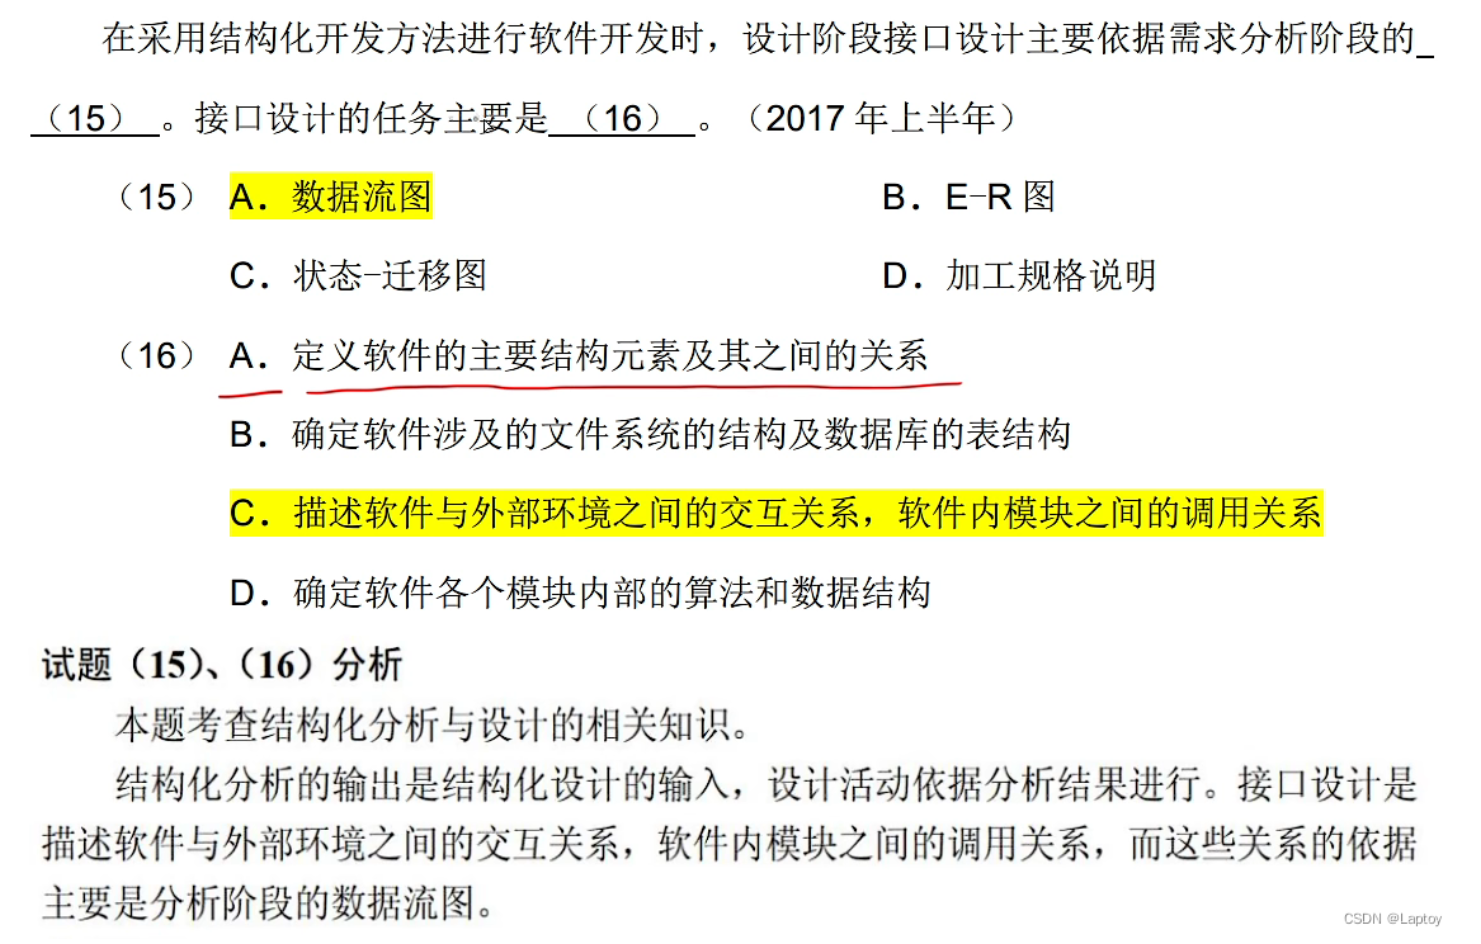 在采用结构化开发方法进行软件开发时，设计阶段接口设计主要依据需求分析阶段的_
（15） 。接口设计的任务主要是 （16） 。（2017 年上半年）
（15） A．数据流图 B．E-R 图
C．状态-迁移图 D．加工规格说明
（16） A．定义软件的主要结构元素及其之间的关系
B．确定软件涉及的文件系统的结构及数据库的表结构
C．描述软件与外部环境之间的交互关系，软件内模块之间的调用关系
D．确定软件各个模块内部的算法和数据结构
试题（15）、（16）分析
本题考查结构化分析与设计的相关知识。
结构化分析的输出是结构化设计的输入，设计活动依据分析结果进行。接口设计是
描述软件与外部环境之间的交互关系，软件内模块之间的调用关系，而这些关系的依据
主要是分析阶段的数据流图。
CSDN @Laptoy